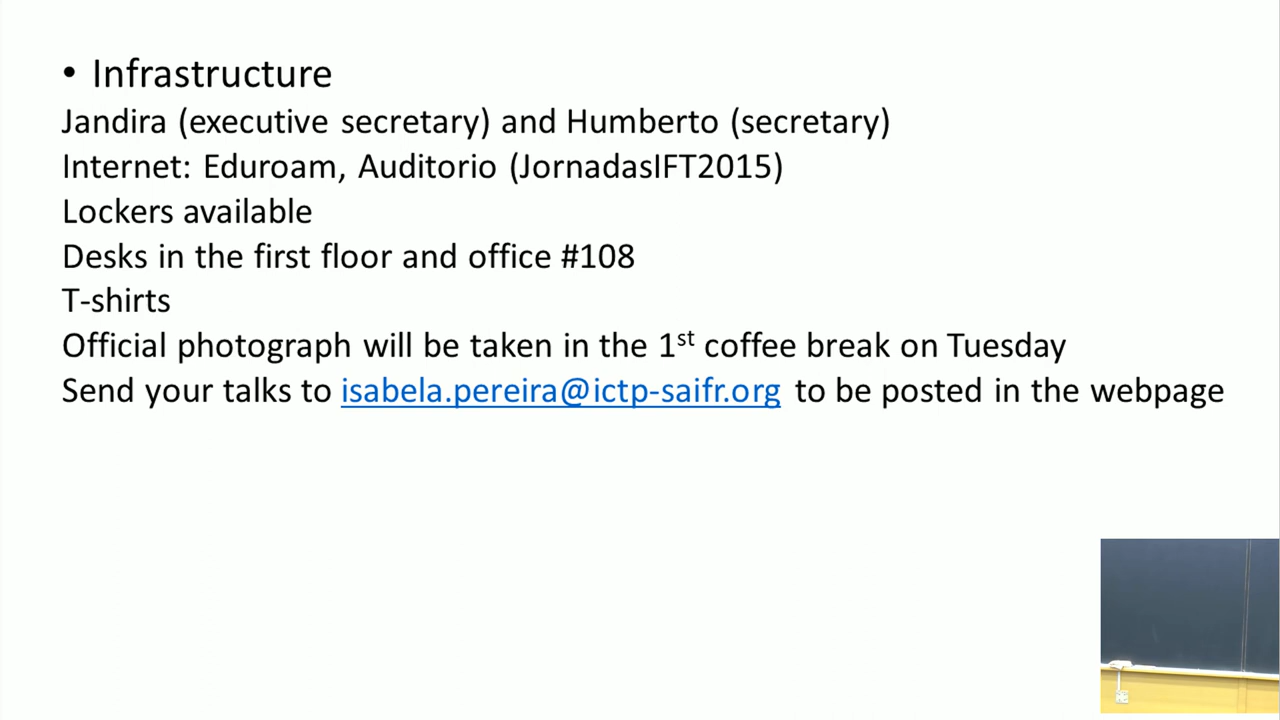 • Infrastructure
Jandira (executive secretary) and Humberto (secretary)
Internet: Eduroam, Auditorio (JornadasIFT2015)
Lockers available
Desks in the first floor and office #108
T-shirts
Official photograph will be taken in the 1st coffee break on Tuesday
Send your talks to isabela.pereira@ictp-saifr.org to be posted in the webpage